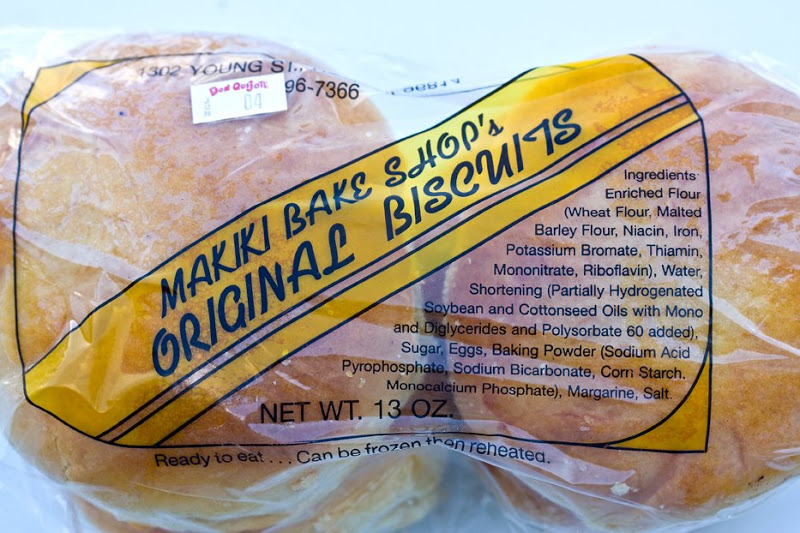 1302 YOUNG ST., 96814
96-7366
Don Quijote
04
MAKIKI BAKE SHOP's
ORIGINAL BISCUITS
Ingredients
Enriched Flour
(Wheat Flour, Malted
Barley Flour, Niacin, Iron,
Potassium Bromate, Thiamin,
Mononitrate, Riboflavin), Water,
Shortening (Partially Hydrogenated
Soybean and Cottonseed Oils with Mono
and Diglycerides and Polysorbate 60 added),
Sugar, Eggs, Baking Powder (Sodium Acid
Pyrophosphate, Sodium Bicarbonate, Corn Starch.
Monocalcium Phosphate), Margarine, Salt.
NET WT. 13 OZ.
Ready to eat . . . Can be frozen then reheated.